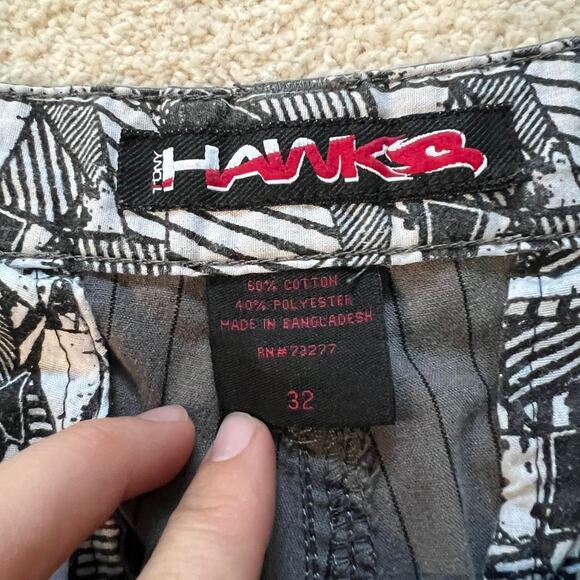 TONY
HAWK
60% COTTON
40% POLYESTER
MADE IN BANGLADESH
RN# 73277
32